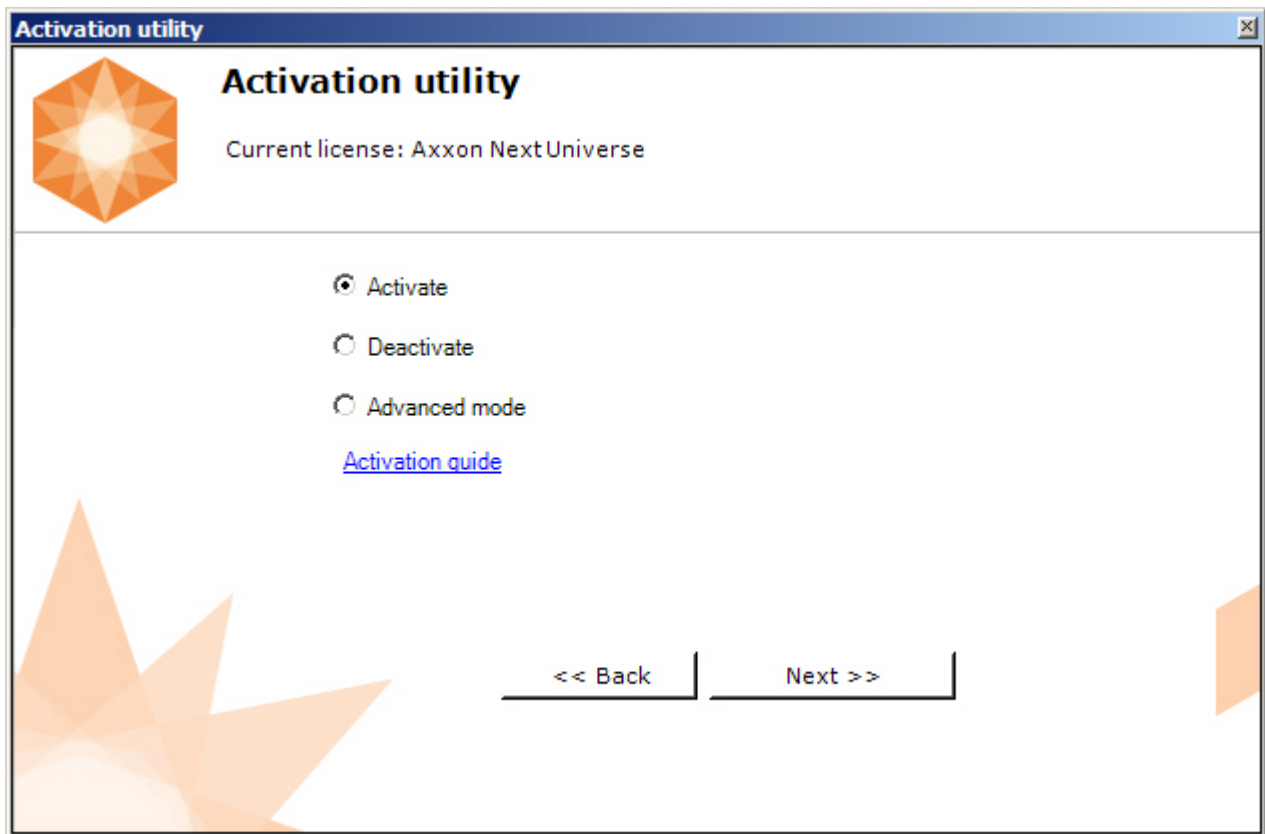 Activation utility
Activation utility
Current license: Axxon Next Universe
Activate
Deactivate
Advanced mode
Activation guide
<< Back
Next >>